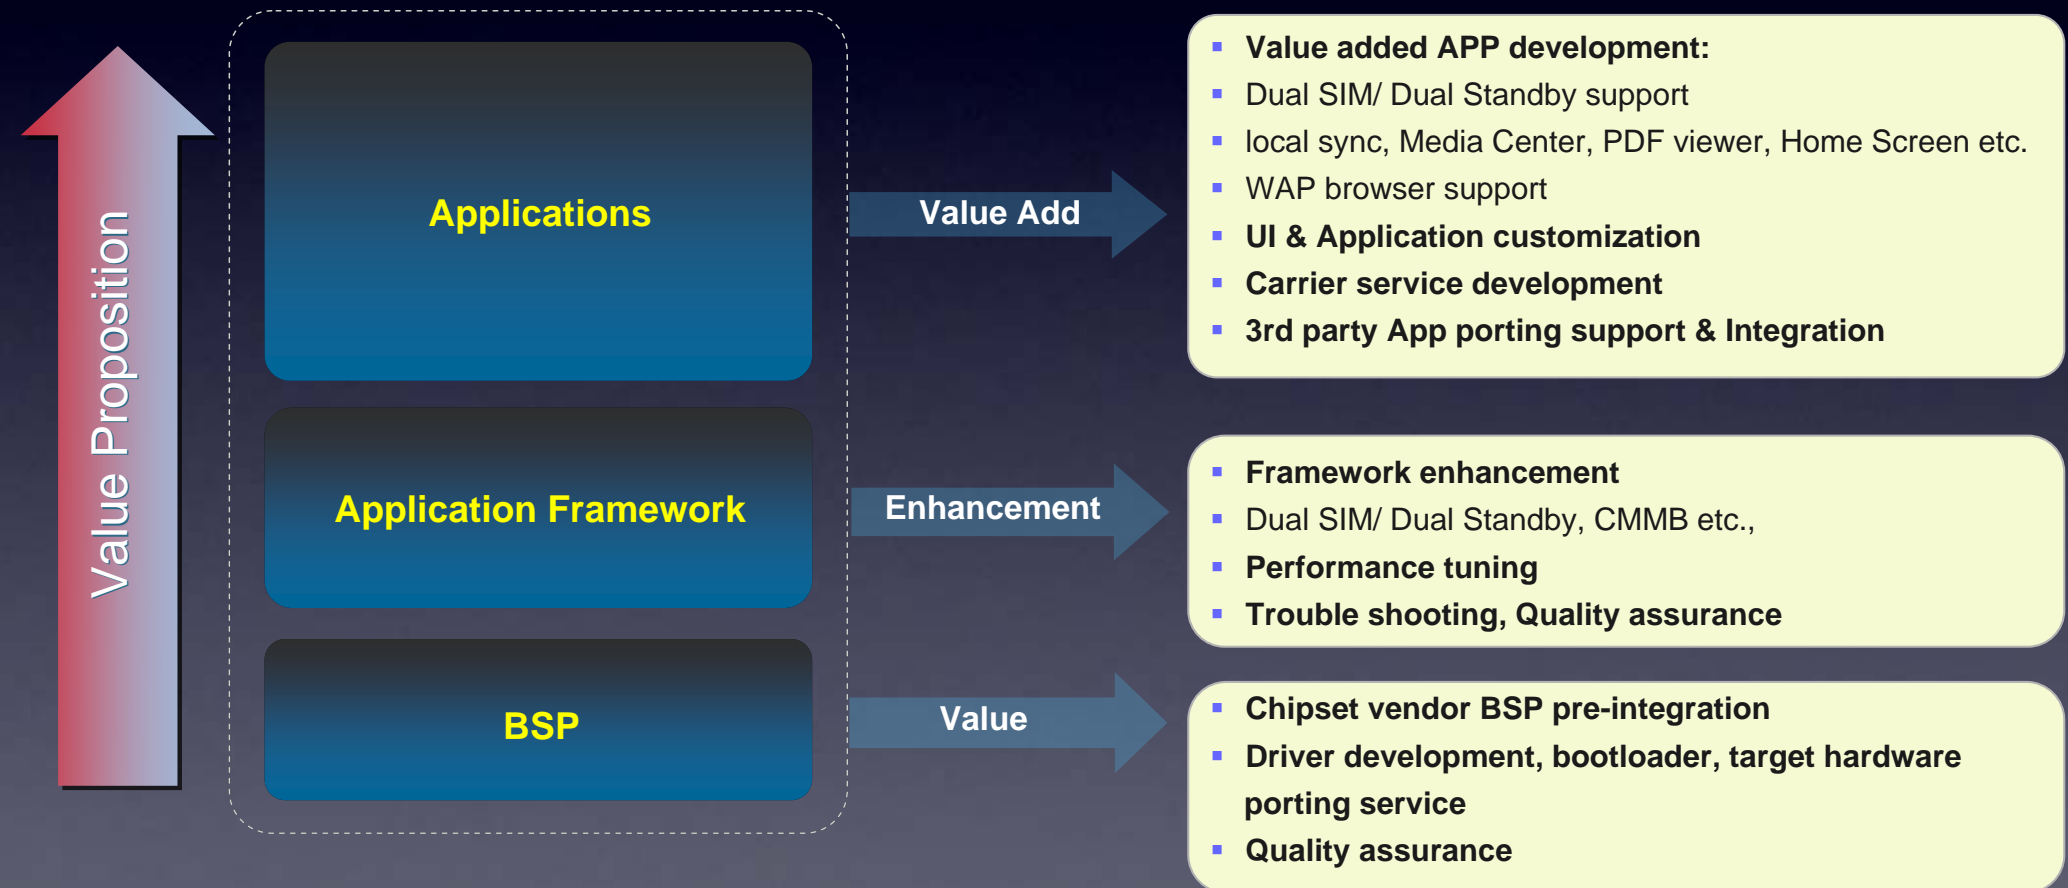 Value Proposition
Applications
Value Add
Value added APP development:
Dual SIM/ Dual Standby support
local sync, Media Center, PDF viewer, Home Screen etc.
WAP browser support
UI & Application customization
Carrier service development
3rd party App porting support & Integration
Application Framework
Enhancement
Framework enhancement
Dual SIM/ Dual Standby, CMMB etc.,
Performance tuning
Trouble shooting, Quality assurance
BSP
Value
Chipset vendor BSP pre-integration
Driver development, bootloader, target hardware
porting service
Quality assurance